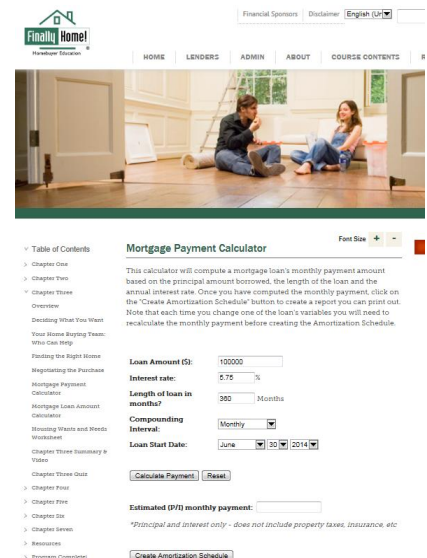 Financial Sponsors | Disclaimer English (Ur
Finally Home!
®
Homebuyer Education
HOME LENDERS ADMIN ABOUT COURSE CONTENTS R
Font Size + -
Table of Contents
Chapter One
Chapter Two
Chapter Three
Overview
Deciding What You Want
Your Home Buying Team:
Who Can Help
Finding the Right Home
Negotiating the Purchase
Mortgage Payment
Calculator
Mortgage Loan Amount
Calculator
Housing Wants and Needs
Worksheet
Chapter Three Summary &
Video
Chapter Three Quiz
Chapter Four
Chapter Five
Chapter Six
Chapter Seven
Resources
Program Complete!
Mortgage Payment Calculator
This calculator will compute a mortgage loan's monthly payment amount
based on the principal amount borrowed, the length of the loan and the
annual interest rate. Once you have computed the monthly payment, click on
the "Create Amortization Schedule" button to create a report you can print out.
Note that each time you change one of the loan's variables you will need to
recalculate the monthly payment before creating the Amortization Schedule.
Loan Amount ($): 100000
Interest rate: 5.75 %
Length of loan in
months? 360 Months
Compounding
Interval: Monthly
Loan Start Date: June 30 2014
Calculate Payment Reset
Estimated (P/I) monthly payment:
*Principal and interest only - does not include property taxes, insurance, etc
Create Amortization Schedule